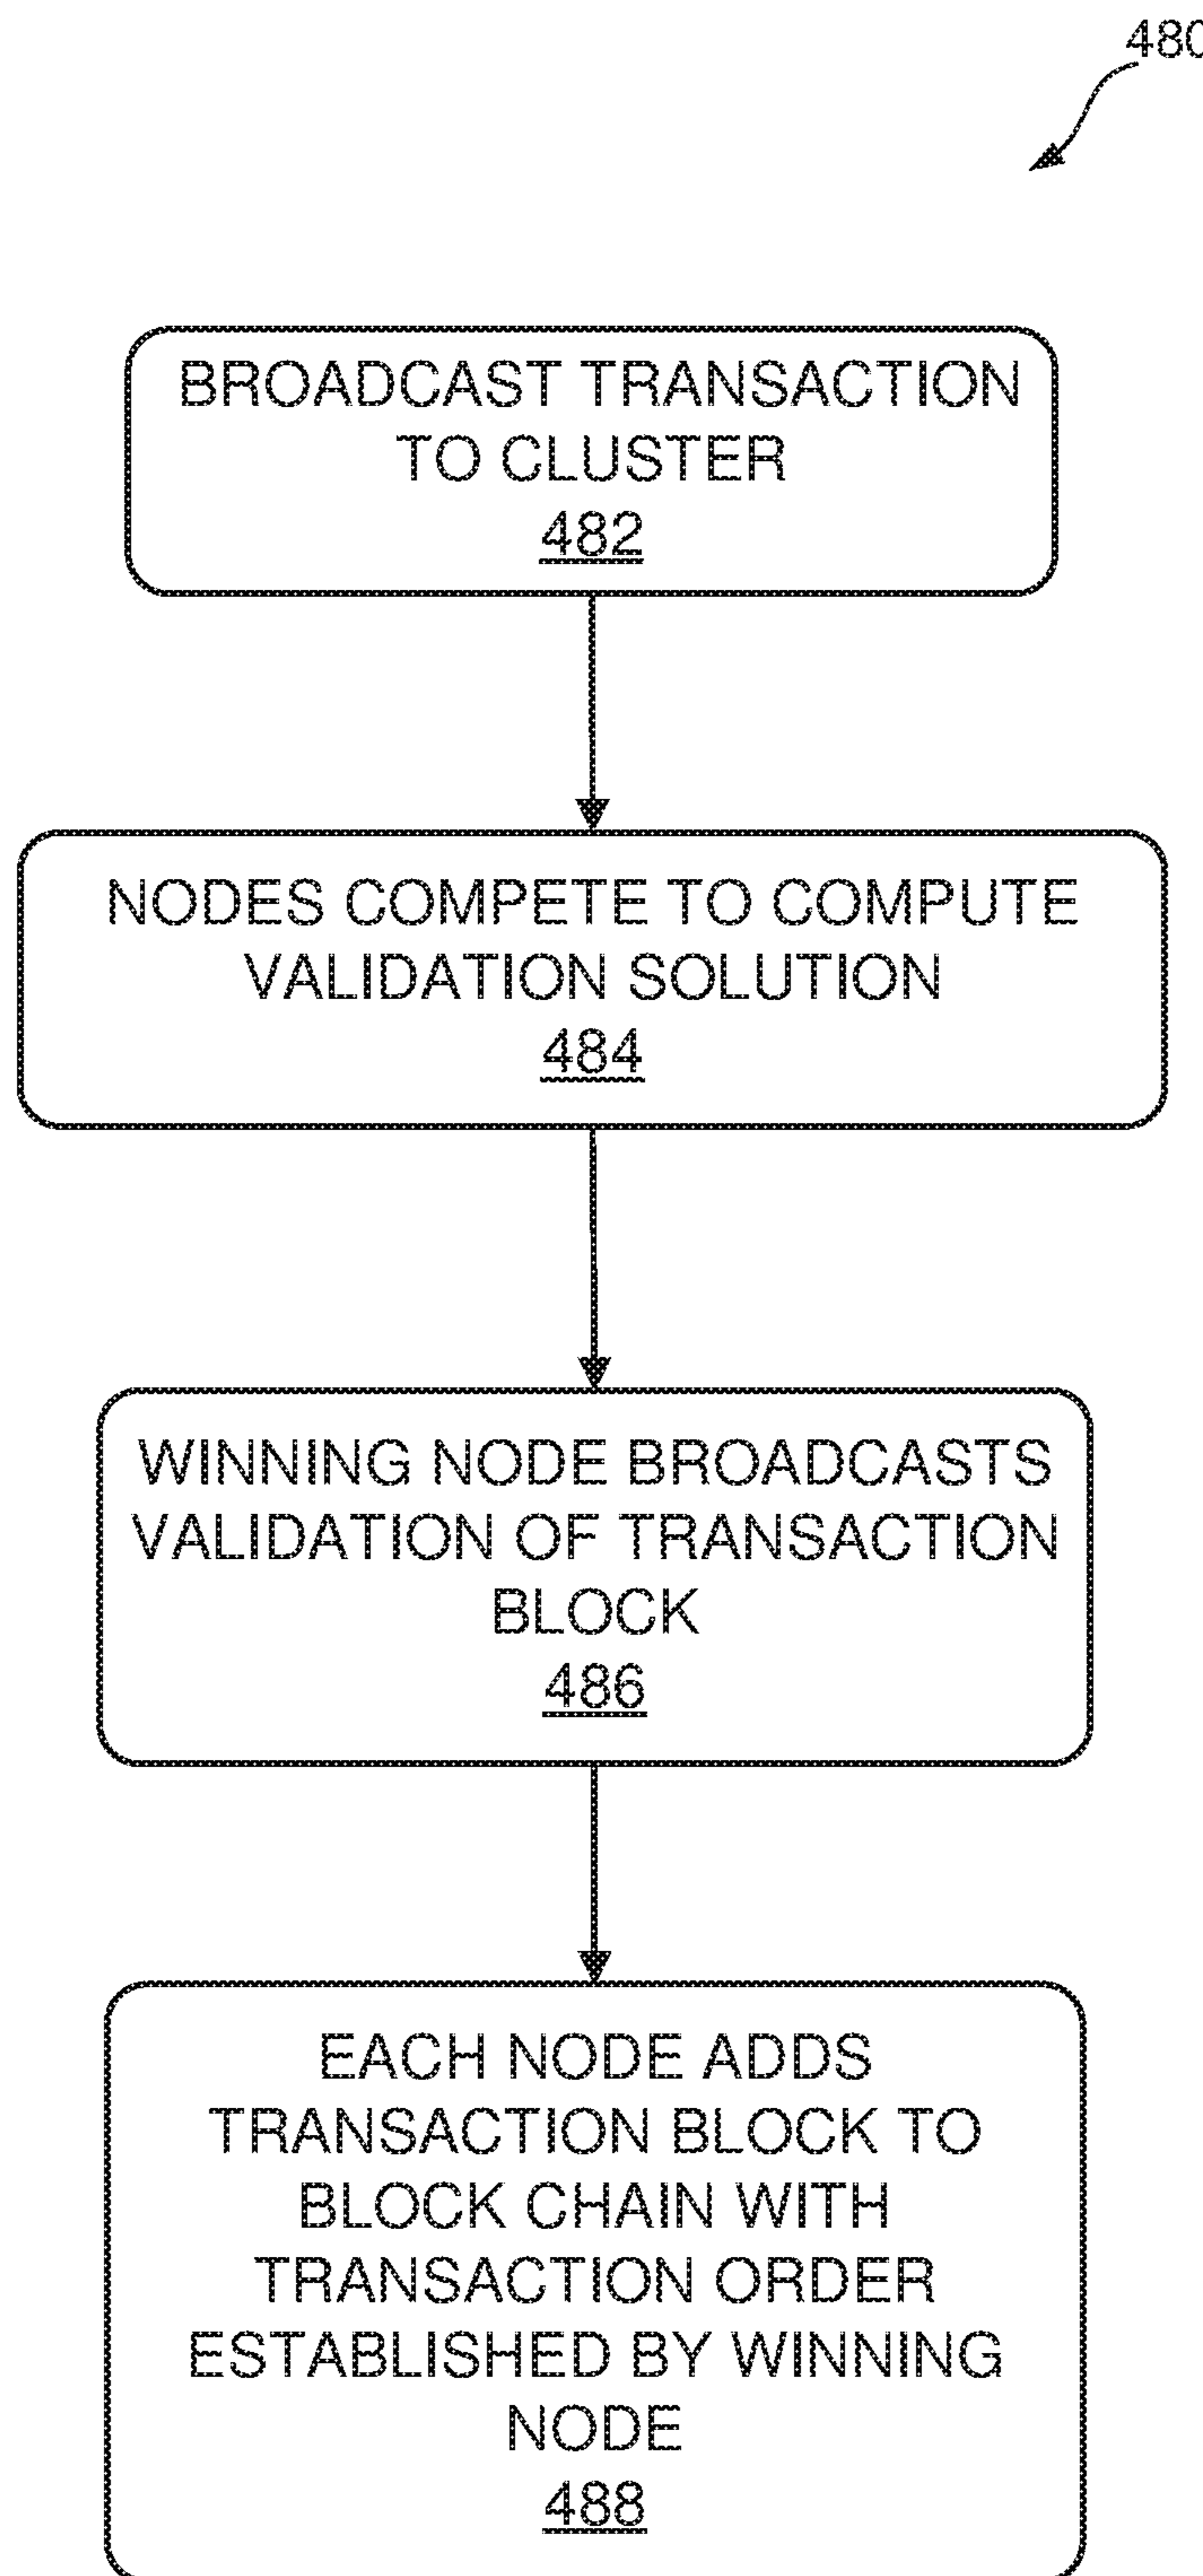 480
BROADCAST TRANSACTION
TO CLUSTER
482
NODES COMPETE TO COMPUTE
VALIDATION SOLUTION
484
WINNING NODE BROADCASTS
VALIDATION OF TRANSACTION
BLOCK
486
EACH NODE ADDS
TRANSACTION BLOCK TO
BLOCK CHAIN WITH
TRANSACTION ORDER
ESTABLISHED BY WINNING
NODE
488